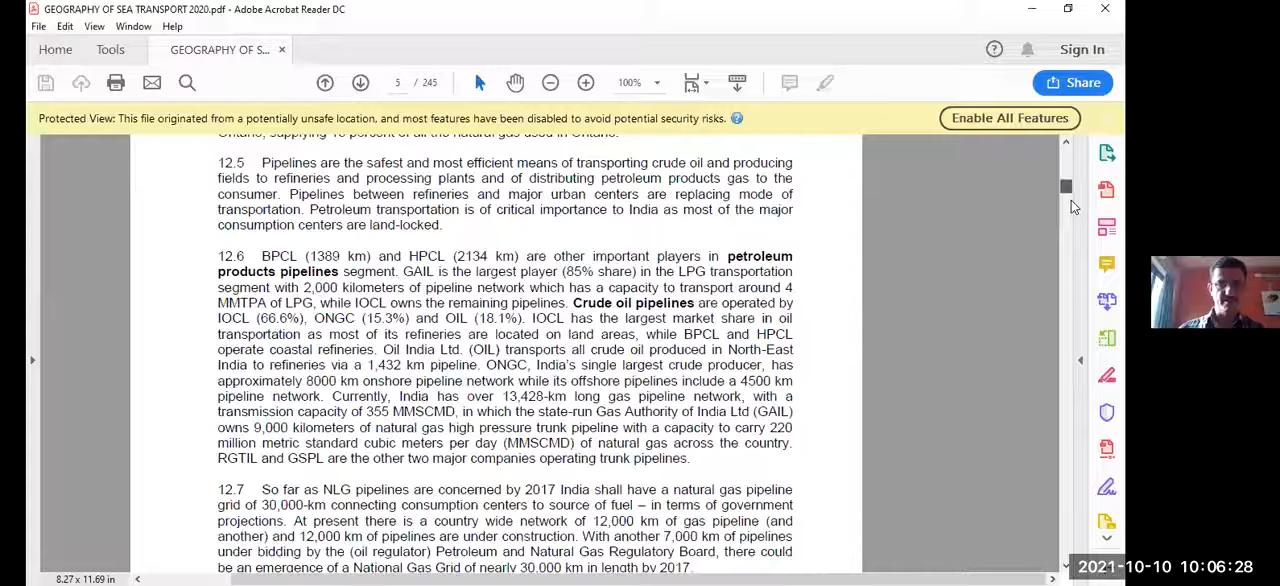 GEOGRAPHY OF SEA TRANSPORT 2020.pdf - Adobe Acrobat Reader DC
File Edit View Window Help
Home Tools GEOGRAPHY OF S... × Sign In
5 / 245 100% Share
Protected View: This file originated from a potentially unsafe location, and most features have been disabled to avoid potential security risks. Enable All Features
Ontario, supplying 40 percent of all the natural gas used in Ontario.
12.5 Pipelines are the safest and most efficient means of transporting crude oil and producing
fields to refineries and processing plants and of distributing petroleum products gas to the
consumer. Pipelines between refineries and major urban centers are replacing mode of
transportation. Petroleum transportation is of critical importance to India as most of the major
consumption centers are land-locked.
12.6 BPCL (1389 km) and HPCL (2134 km) are other important players in petroleum
products pipelines segment. GAIL is the largest player (85% share) in the LPG transportation
segment with 2,000 kilometers of pipeline network which has a capacity to transport around 4
MMTPA of LPG, while IOCL owns the remaining pipelines. Crude oil pipelines are operated by
IOCL (66.6%), ONGC (15.3%) and OIL (18.1%). IOCL has the largest market share in oil
transportation as most of its refineries are located on land areas, while BPCL and HPCL
operate coastal refineries. Oil India Ltd. (OIL) transports all crude oil produced in North-East
India to refineries via a 1,432 km pipeline. ONGC, India's single largest crude producer, has
approximately 8000 km onshore pipeline network while its offshore pipelines include a 4500 km
pipeline network. Currently, India has over 13,428-km long gas pipeline network, with a
transmission capacity of 355 MMSCMD, in which the state-run Gas Authority of India Ltd (GAIL)
owns 9,000 kilometers of natural gas high pressure trunk pipeline with a capacity to carry 220
million metric standard cubic meters per day (MMSCMD) of natural gas across the country.
RGTIL and GSPL are the other two major companies operating trunk pipelines.
12.7 So far as NLG pipelines are concerned by 2017 India shall have a natural gas pipeline
grid of 30,000-km connecting consumption centers to source of fuel – in terms of government
projections. At present there is a country wide network of 12,000 km of gas pipeline (and
another) and 12,000 km of pipelines are under construction. With another 7,000 km of pipelines
under bidding by the (oil regulator) Petroleum and Natural Gas Regulatory Board, there could
be an emergence of a National Gas Grid of nearly 30,000 km in length by 2017.
8.27 x 11.69 in
2021-10-10 10:06:28